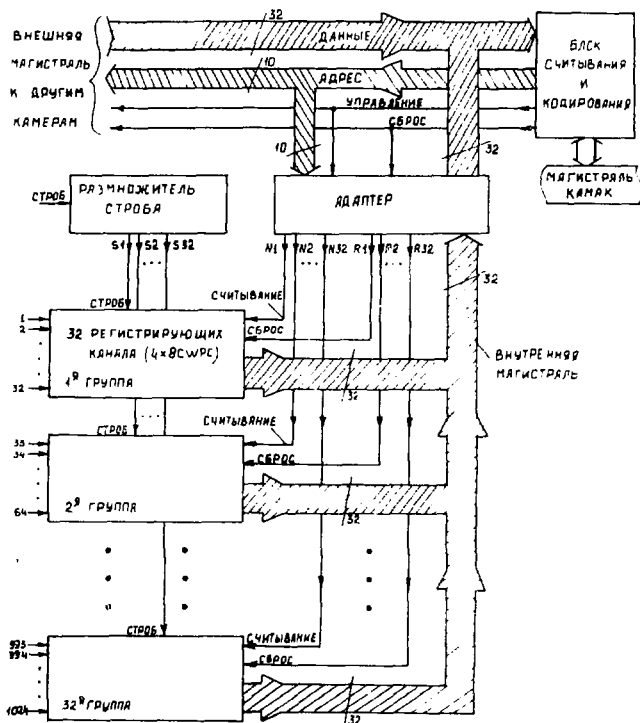 ВНЕШНЯЯ
МАГИСТРАЛЬ
К ДРУГИМ
КАМЕРАМ
32
ДАННЫЕ
10
АДРЕС
УПРАВЛЕНИЕ
СБРОС
БЛОК
СЧИТЫВАНИЯ
И
КОДИРОВАНИЯ
10
32
МАГИСТРАЛЬ
КАМАК
СТРОБ
РАЗМНОЖИТЕЛЬ
СТРОБА
АДАПТЕР
S1 S2 S32
...
N1 N2 N32 R1 R2 R32
... ...
32
СТРОБ
СЧИТЫВАНИЕ
СБРОС
1
2
32
32 РЕГИСТРИРУЮЩИХ
КАНАЛА (4×8CWPC)
1Я ГРУППА
32
ВНУТРЕННЯЯ
МАГИСТРАЛЬ
...
СТРОБ
СЧИТЫВАНИЕ
СБРОС
33
34
64
2Я ГРУППА
32
СТРОБ
СЧИТЫВАНИЕ
СБРОС
993
994
1024
32Я ГРУППА
32